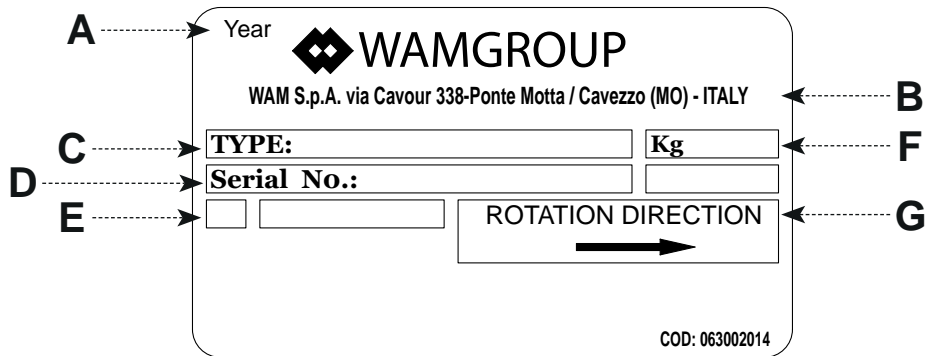 A Year
WAMGROUP
WAM S.p.A. via Cavour 338-Ponte Motta / Cavezzo (MO) - ITALY B
C TYPE: Kg F
D Serial No.:
E ROTATION DIRECTION G
COD: 063002014